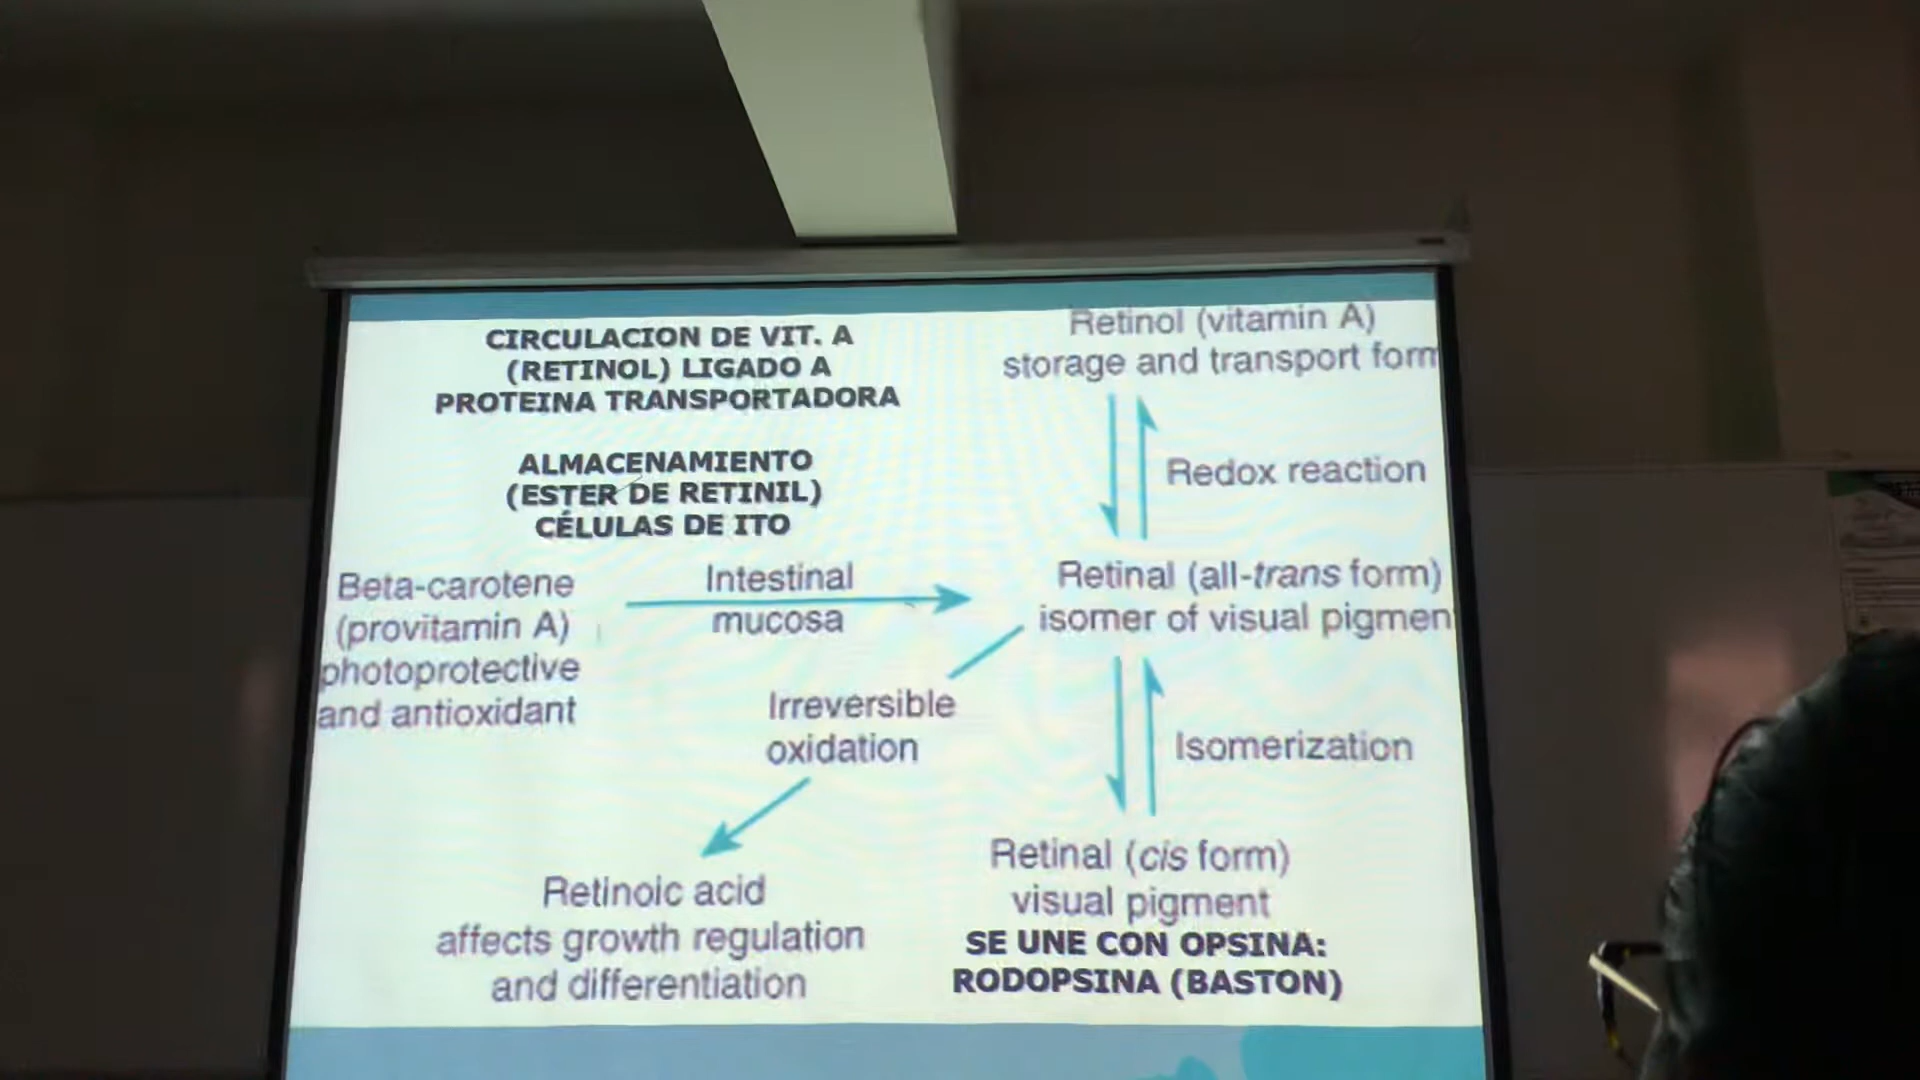 CIRCULACION DE VIT. A
(RETINOL) LIGADO A
PROTEINA TRANSPORTADORA
ALMACENAMIENTO
(ESTER DE RETINIL)
CÉLULAS DE ITO
Retinol (vitamin A)
storage and transport form
Redox reaction
Beta-carotene
(provitamin A)
photoprotective
and antioxidant
Intestinal
mucosa
Retinal (all-trans form)
isomer of visual pigmen
Irreversible
oxidation
Isomerization
Retinoic acid
affects growth regulation
and differentiation
Retinal (cis form)
visual pigment
SE UNE CON OPSINA:
RODOPSINA (BASTON)